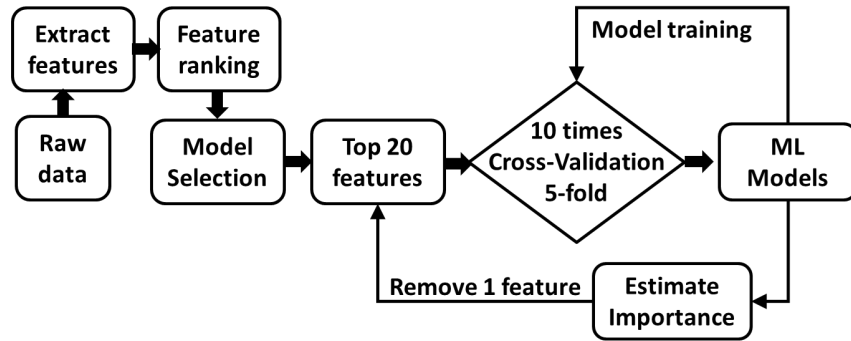 Extract
features
Feature
ranking
Model training
Raw
data
Model
Selection
Top 20
features
10 times
Cross-Validation
5-fold
ML
Models
Remove 1 feature
Estimate
Importance